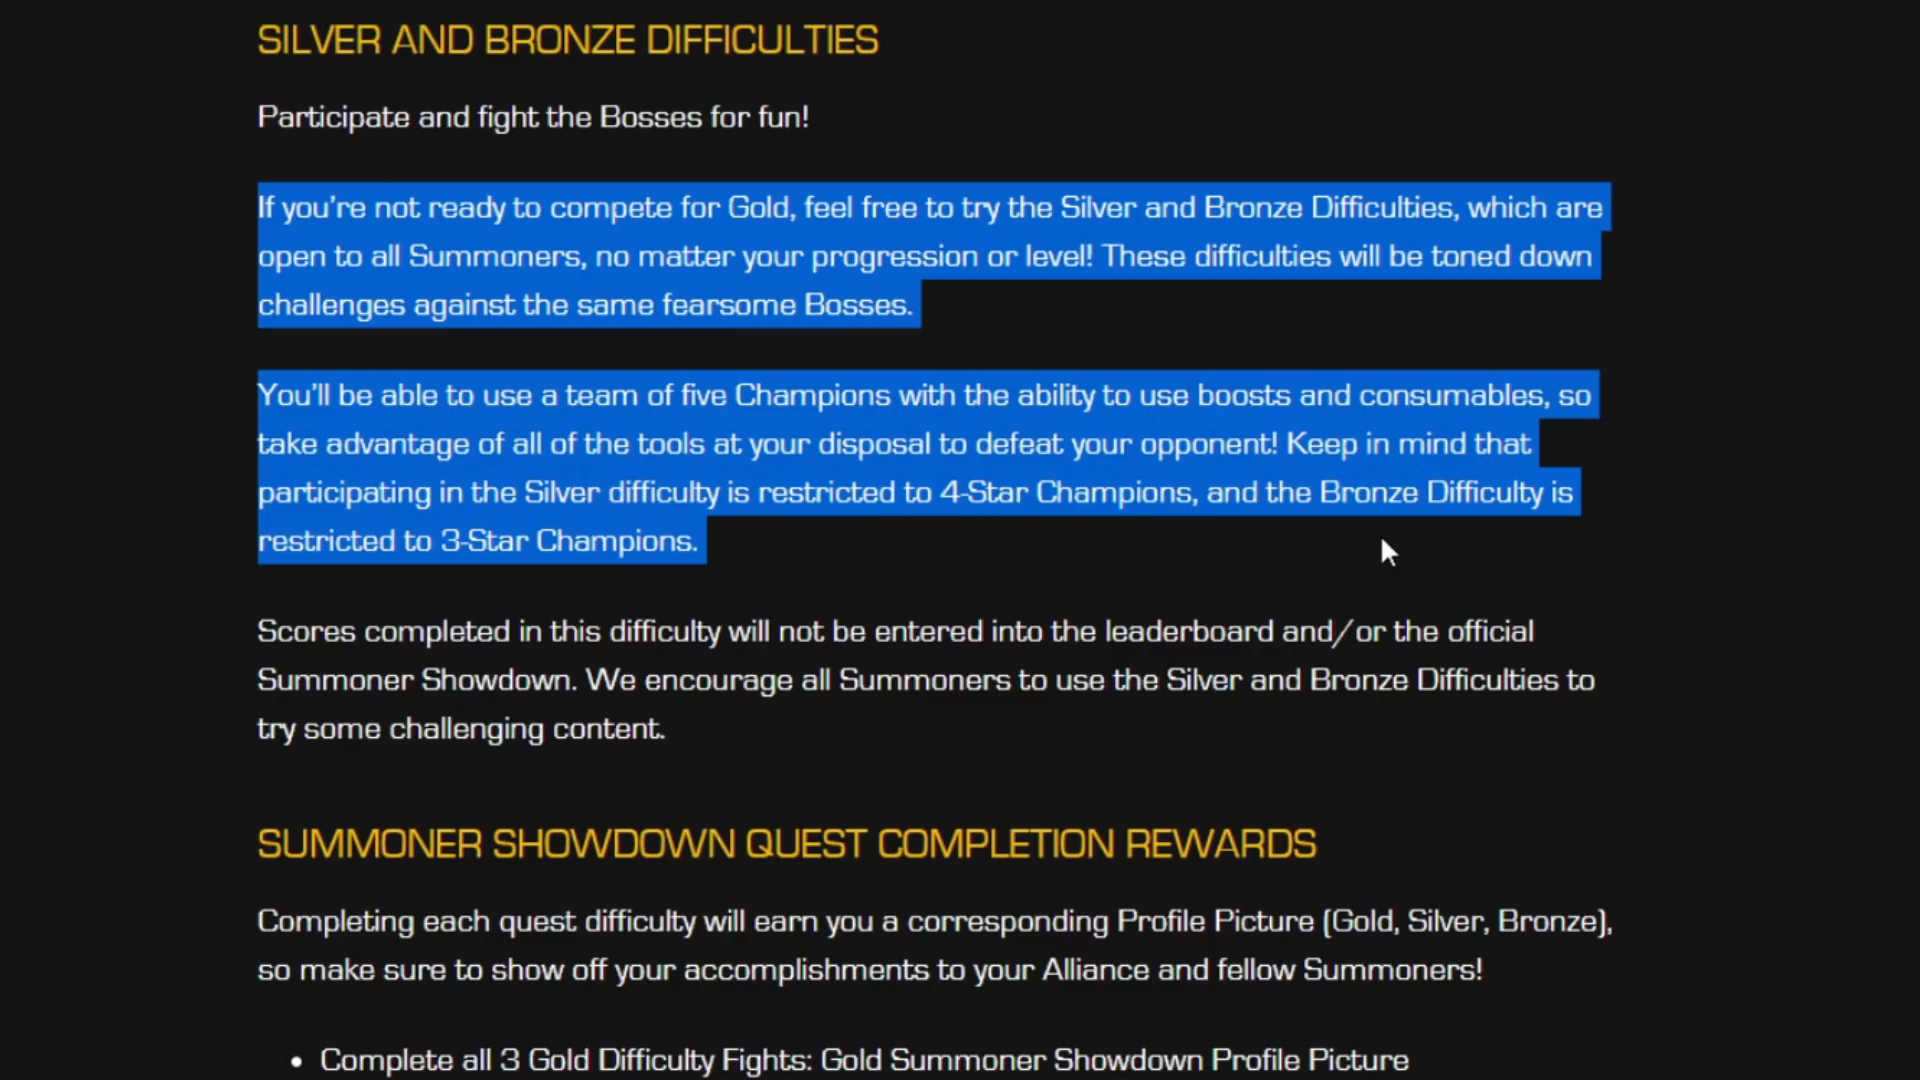 SILVER AND BRONZE DIFFICULTIES
Participate and fight the Bosses for fun!
If you're not ready to compete for Gold, feel free to try the Silver and Bronze Difficulties, which are
open to all Summoners, no matter your progression or level! These difficulties will be toned down
challenges against the same fearsome Bosses.
You'll be able to use a team of five Champions with the ability to use boosts and consumables, so
take advantage of all of the tools at your disposal to defeat your opponent! Keep in mind that
participating in the Silver difficulty is restricted to 4-Star Champions, and the Bronze Difficulty is
restricted to 3-Star Champions.
Scores completed in this difficulty will not be entered into the leaderboard and/or the official
Summoner Showdown. We encourage all Summoners to use the Silver and Bronze Difficulties to
try some challenging content.
SUMMONER SHOWDOWN QUEST COMPLETION REWARDS
Completing each quest difficulty will earn you a corresponding Profile Picture (Gold, Silver, Bronze),
so make sure to show off your accomplishments to your Alliance and fellow Summoners!
• Complete all 3 Gold Difficulty Fights: Gold Summoner Showdown Profile Picture